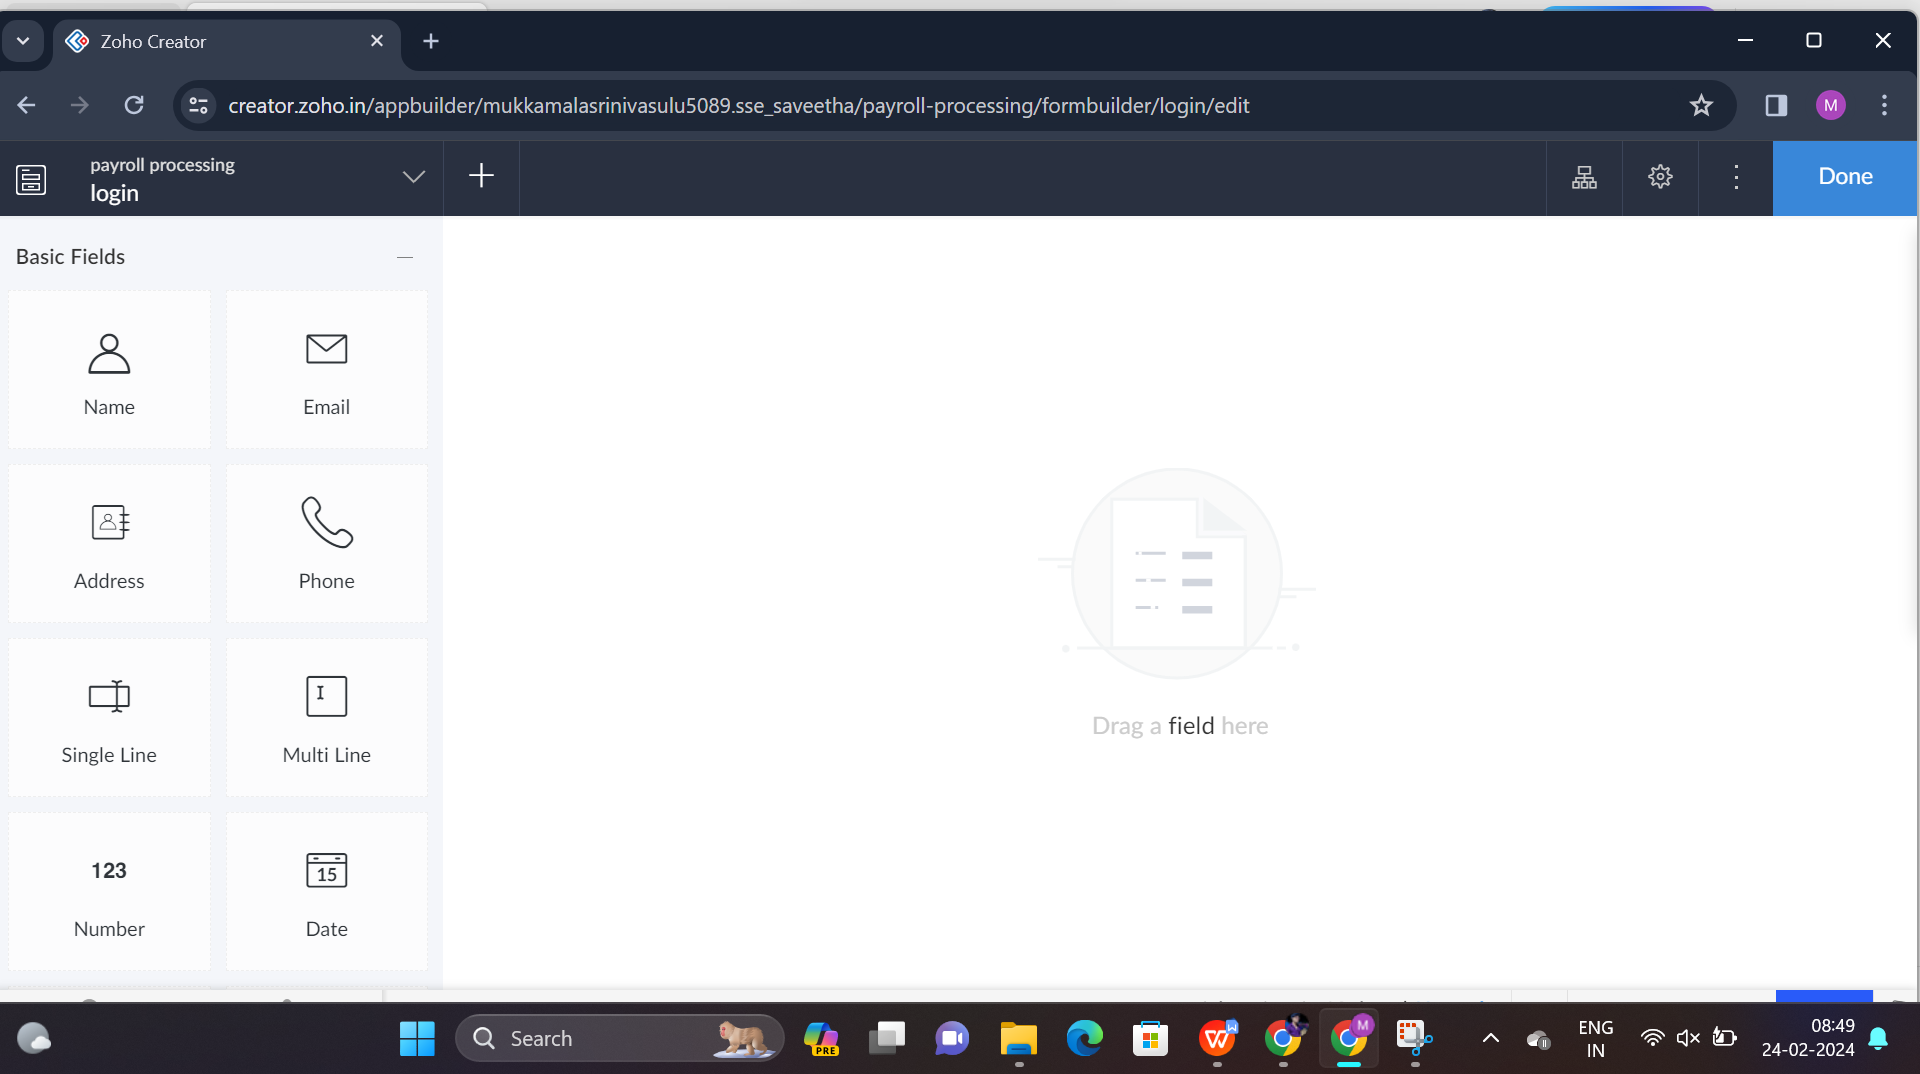 Zoho Creator
creator.zoho.in/appbuilder/mukkamalasrinivasulu5089.sse_saveetha/payroll-processing/formbuilder/login/edit
M
payroll processing
login
Done
Basic Fields
Name
Email
Address
Phone
Single Line
Multi Line
123
Number
15
Date
Drag a field here
Search
PRE
W
M
ENG
IN
08:49
24-02-2024